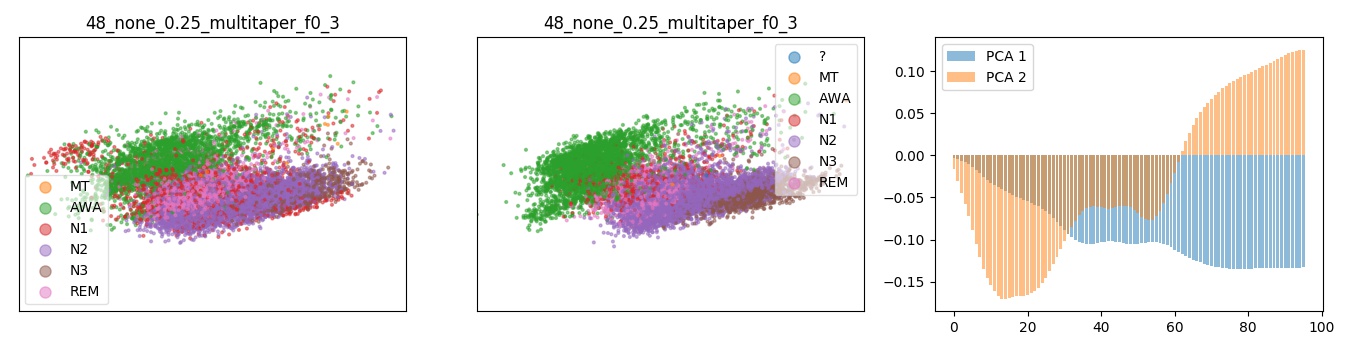 48_none_0.25_multitaper_f0_3
MT
AWA
N1
N2
N3
REM
48_none_0.25_multitaper_f0_3
?
MT
AWA
N1
N2
N3
REM
PCA 1
PCA 2
0.10
0.05
0.00
−0.05
−0.10
−0.15
0 20 40 60 80 100